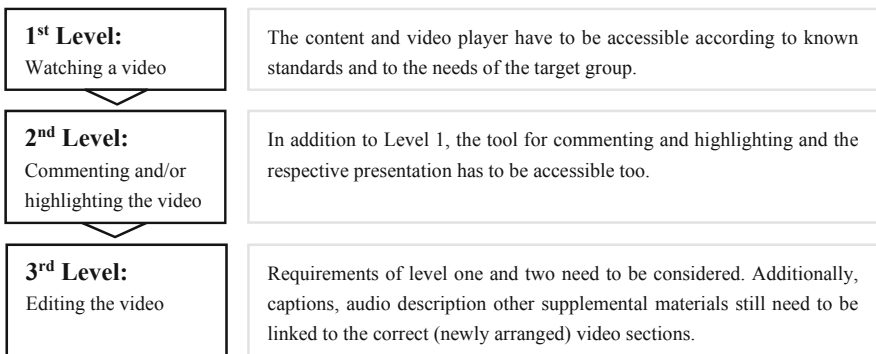 1st Level:
Watching a video
The content and video player have to be accessible according to known
standards and to the needs of the target group.
2nd Level:
Commenting and/or
highlighting the video
In addition to Level 1, the tool for commenting and highlighting and the
respective presentation has to be accessible too.
3rd Level:
Editing the video
Requirements of level one and two need to be considered. Additionally,
captions, audio description other supplemental materials still need to be
linked to the correct (newly arranged) video sections.